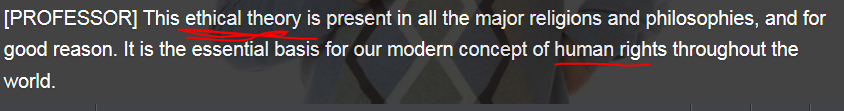 [PROFESSOR] This ethical theory is present in all the major religions and philosophies, and for
good reason. It is the essential basis for our modern concept of human rights throughout the
world.